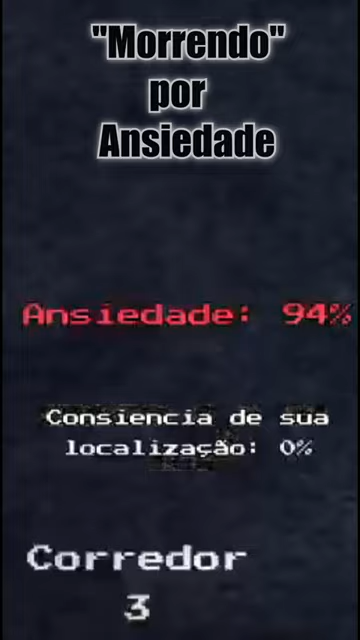 "Morrendo"
por
Ansiedade
Ansiedade: 94%
Consiencia de sua
localização: 0%
Corredor
3